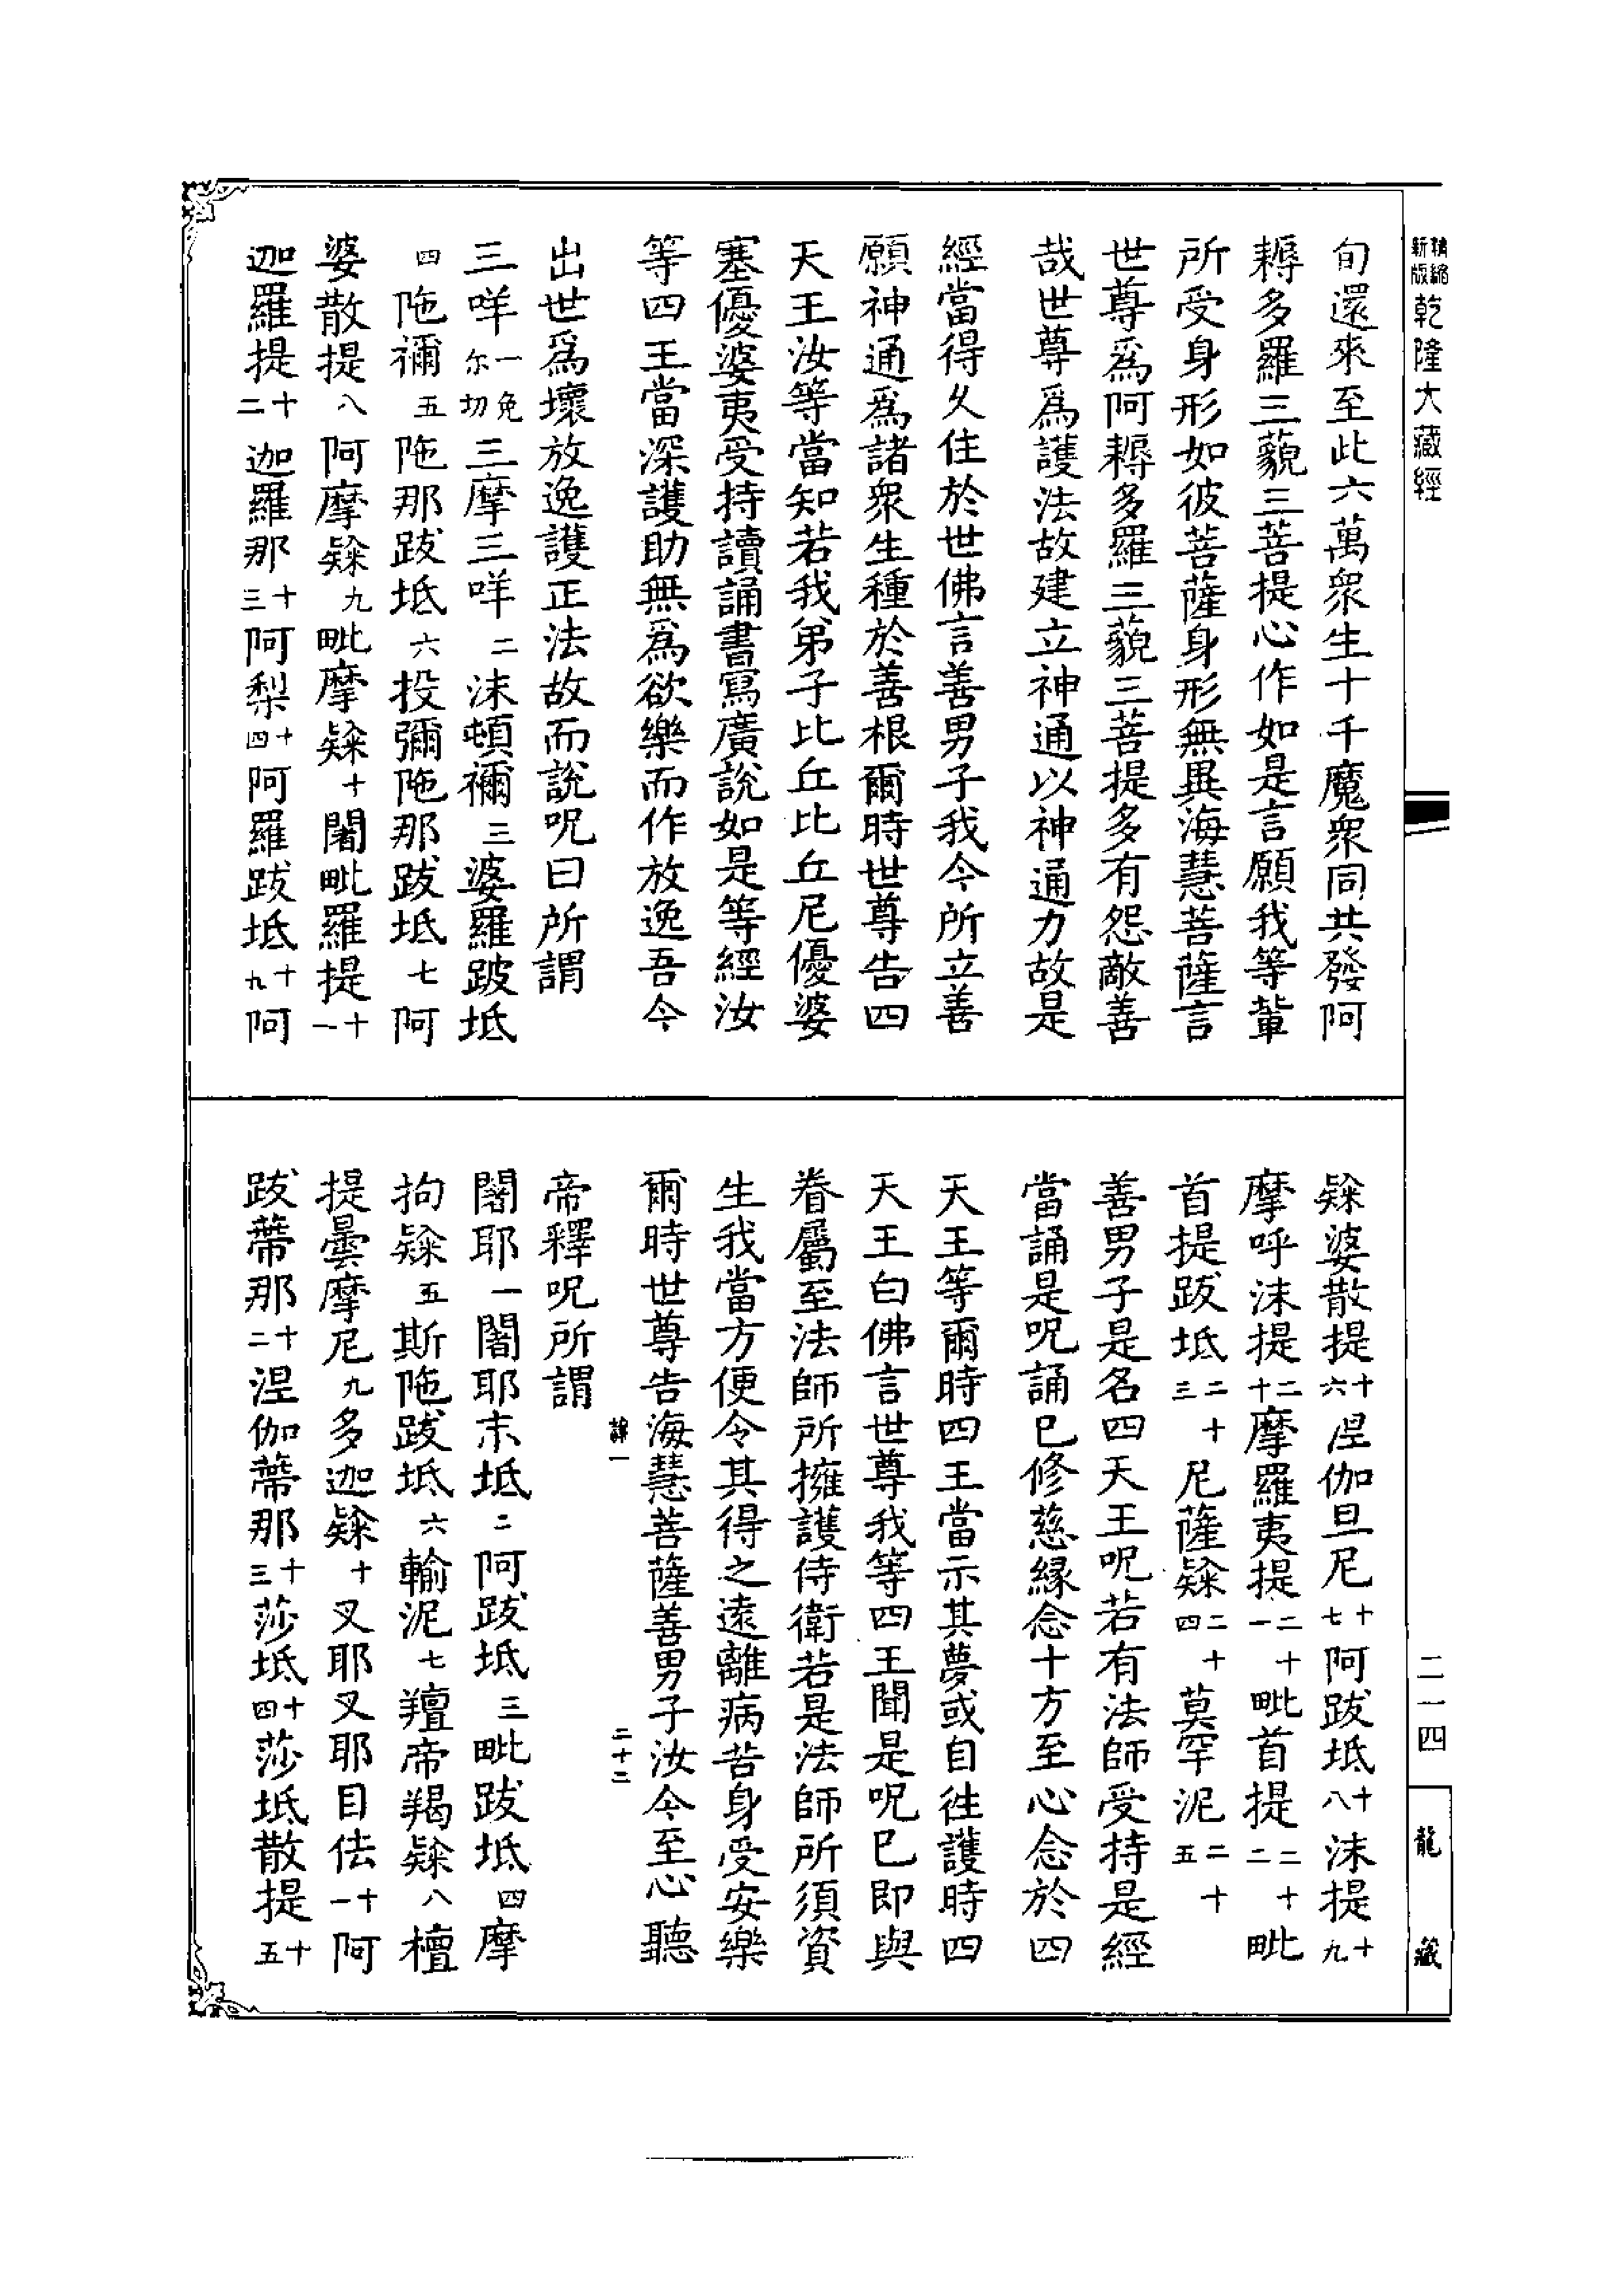 精縮新版乾隆大藏經
旬還來至此六萬衆生十千魔衆同共發阿
耨多羅三藐三菩提心作如是言願我等輩
所受身形如彼菩薩身形無異海慧菩薩言
世尊爲阿耨多羅三藐三菩提多有怨敵善
哉世尊爲護法故建立神通以神通力故是
經當得久住於世佛言善男子我今所立善
願神通爲諸衆生種於善根爾時世尊告四
天王汝等當知若我弟子比丘比丘尼優婆
塞優婆夷受持讀誦書寫廣說如是等經汝
等四王當深護助無爲欲樂而作放逸吾今
出世爲壞放逸護正法故而說呪曰所謂
三咩一免尓切三摩三咩二沫頓禰三婆羅跛坻
四陁禰五陁那跋坻六投彌陁那跋坻七阿
婆散提八阿摩𥻘九毗摩𥻘十闍毗羅提十一
迦羅提十二迦羅那十三阿梨十四阿羅跋坻十九阿
𥻘婆散提十六涅伽旦尼十七阿跋坻十八沫提十九
摩呼沫提二十摩羅夷提二十一毗首提二十二毗
首提跋坻二十三尼薩𥻘二十四莫罕泥二十五
善男子是名四天王呪若有法師受持是經
當誦是呪誦已修慈緣念十方至心念於四
天王等爾時四王當示其夢或自往護時四
天王白佛言世尊我等四王聞是呪已即與
眷屬至法師所擁護侍衛若是法師所須資
生我當方便令其得之遠離病苦身受安樂
爾時世尊告海慧菩薩善男子汝今至心聽
一 二十二
帝釋呪所謂
闍耶一闍耶末坻二阿跋坻三毗跋坻四摩
拘𥻘五斯陁跋坻六輸泥七羶帝羯𥻘八檀
提曇摩尼九多迦𥻘十叉耶叉耶目佉十一阿
跋蔕那十二涅伽蔕那十三莎坻十四莎坻散提十五
二一四
龍藏